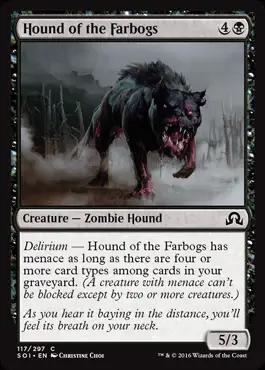 Hound of the Farbogs 4
Creature — Zombie Hound
Delirium — Hound of the Farbogs has
menace as long as there are four or
more card types among cards in your
graveyard. (A creature with menace can't
be blocked except by two or more creatures.)
As you hear it baying in the distance, you'll
feel its breath on your neck.
5/3
117/297 C
SOI • EN Christine Choi ™ & © 2016 Wizards of the Coast